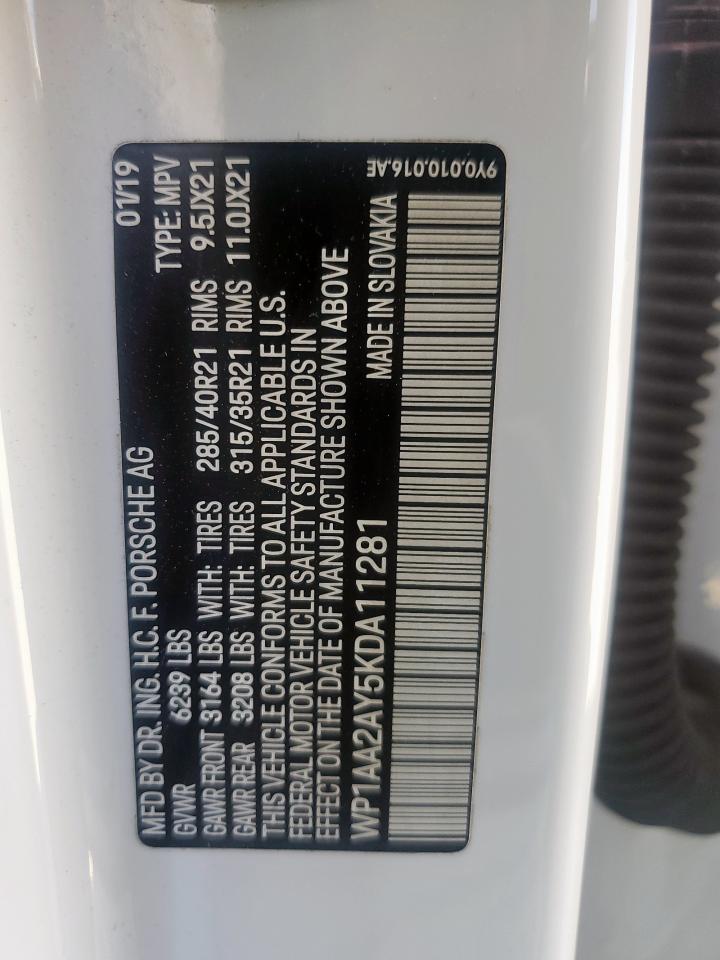 MFD BY DR. ING. H.C. F. PORSCHE AG 01/19
GVWR 6239 LBS TYPE: MPV
GAWR FRONT 3164 LBS WITH: TIRES 285/40R21 RIMS 9.5JX21
GAWR REAR 3208 LBS WITH: TIRES 315/35R21 RIMS 11.0JX21
THIS VEHICLE CONFORMS TO ALL APPLICABLE U.S.
FEDERAL MOTOR VEHICLE SAFETY STANDARDS IN
EFFECT ON THE DATE OF MANUFACTURE SHOWN ABOVE
WP1AA2AY5KDA11281 MADE IN SLOVAKIA
9Y0.010.016.AE